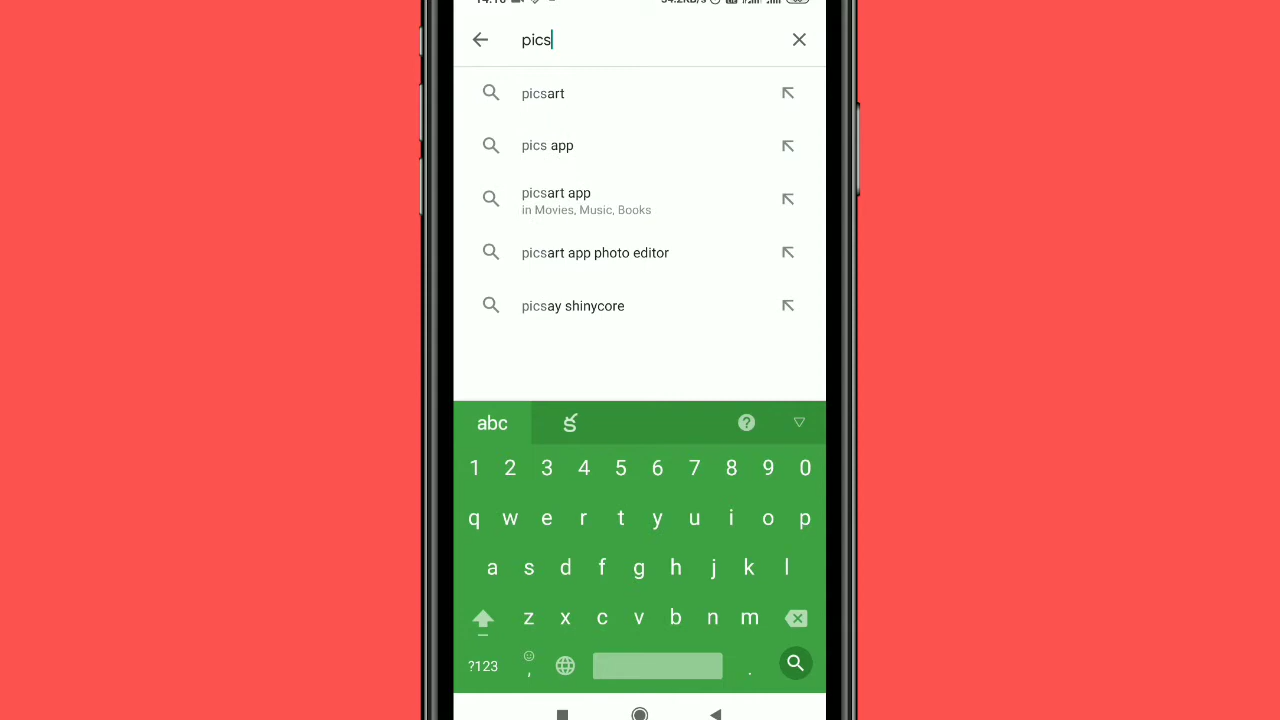 pics
picsart
pics app
picsart app
in Movies, Music, Books
picsart app photo editor
picsay shinycore
abc
1 2 3 4 5 6 7 8 9 0
q w e r t y u i o p
a s d f g h j k l
z x c v b n m
?123 , .